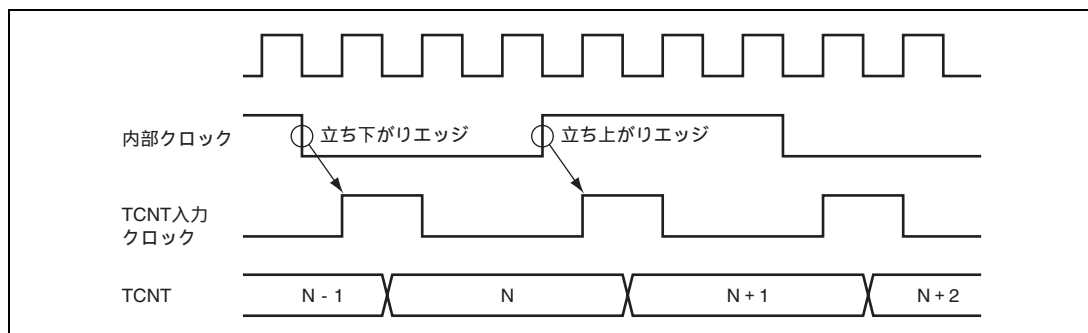 内部クロック
立ち下がりエッジ
立ち上がりエッジ
TCNT入力
クロック
TCNT
N - 1
N
N + 1
N + 2